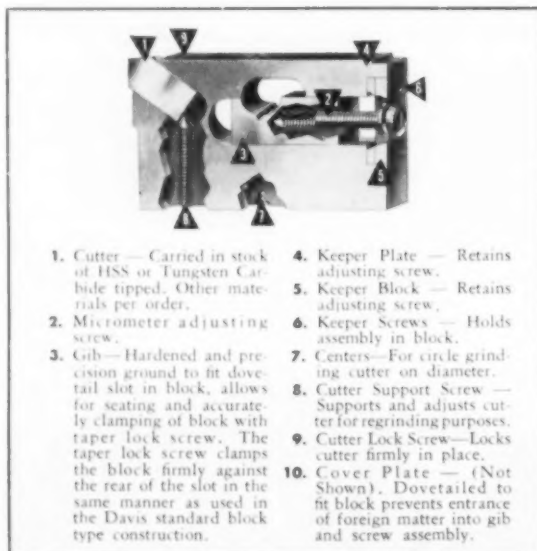 1
9
4
6
2
3
5
8
7
1. Cutter — Carried in stock
of HSS or Tungsten Car-
bide tipped. Other mate-
rials per order.
2. Micrometer adjusting
screw.
3. Gib—Hardened and pre-
cision ground to fit dove-
tail slot in block, allows
for seating and accurate-
ly clamping of block with
taper lock screw. The
taper lock screw clamps
the block firmly against
the rear of the slot in the
same manner as used in
the Davis standard block
type construction.
4. Keeper Plate — Retains
adjusting screw.
5. Keeper Block — Retains
adjusting screw.
6. Keeper Screws — Holds
assembly in block.
7. Centers—For circle grind-
ing cutter on diameter.
8. Cutter Support Screw —
Supports and adjusts cut-
ter for regrinding purposes.
9. Cutter Lock Screw—Locks
cutter firmly in place.
10. Cover Plate — (Not
Shown). Dovetailed to
fit block prevents entrance
of foreign matter into gib
and screw assembly.